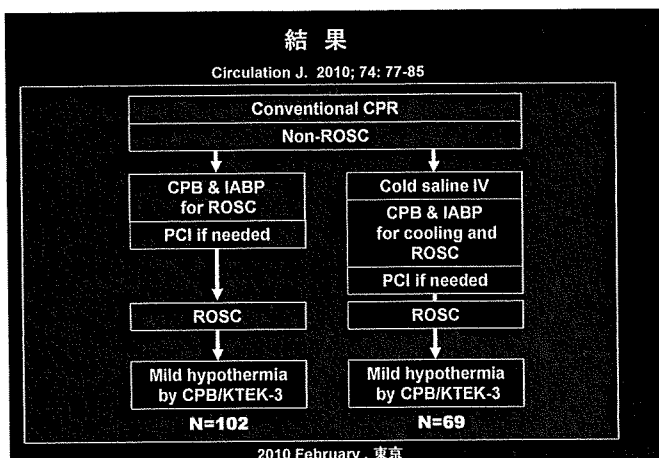 結果
Circulation J. 2010; 74: 77-85
Conventional CPR
Non-ROSC
CPB & IABP
for ROSC
PCI if needed
ROSC
Mild hypothermia
by CPB/KTEK-3
N=102
Cold saline IV
CPB & IABP
for cooling and
ROSC
PCI if needed
ROSC
Mild hypothermia
by CPB/KTEK-3
N=69
2010 February , 東京